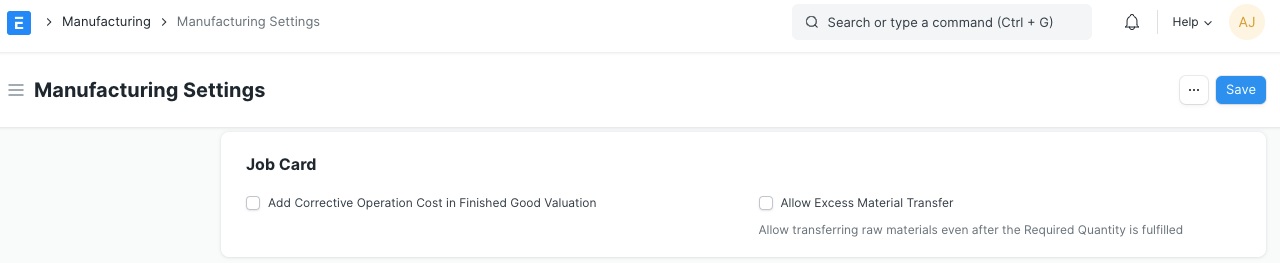 E Manufacturing Manufacturing Settings Search or type a command (Ctrl + G) Help AJ
Manufacturing Settings ... Save
Job Card
Add Corrective Operation Cost in Finished Good Valuation Allow Excess Material Transfer
Allow transferring raw materials even after the Required Quantity is fulfilled